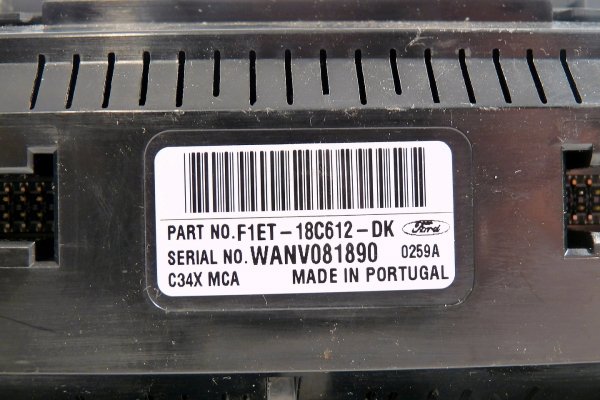 PART NO. F1ET-18C612-DK Ford
SERIAL NO. WANV081890 0259A
C34X MCA MADE IN PORTUGAL